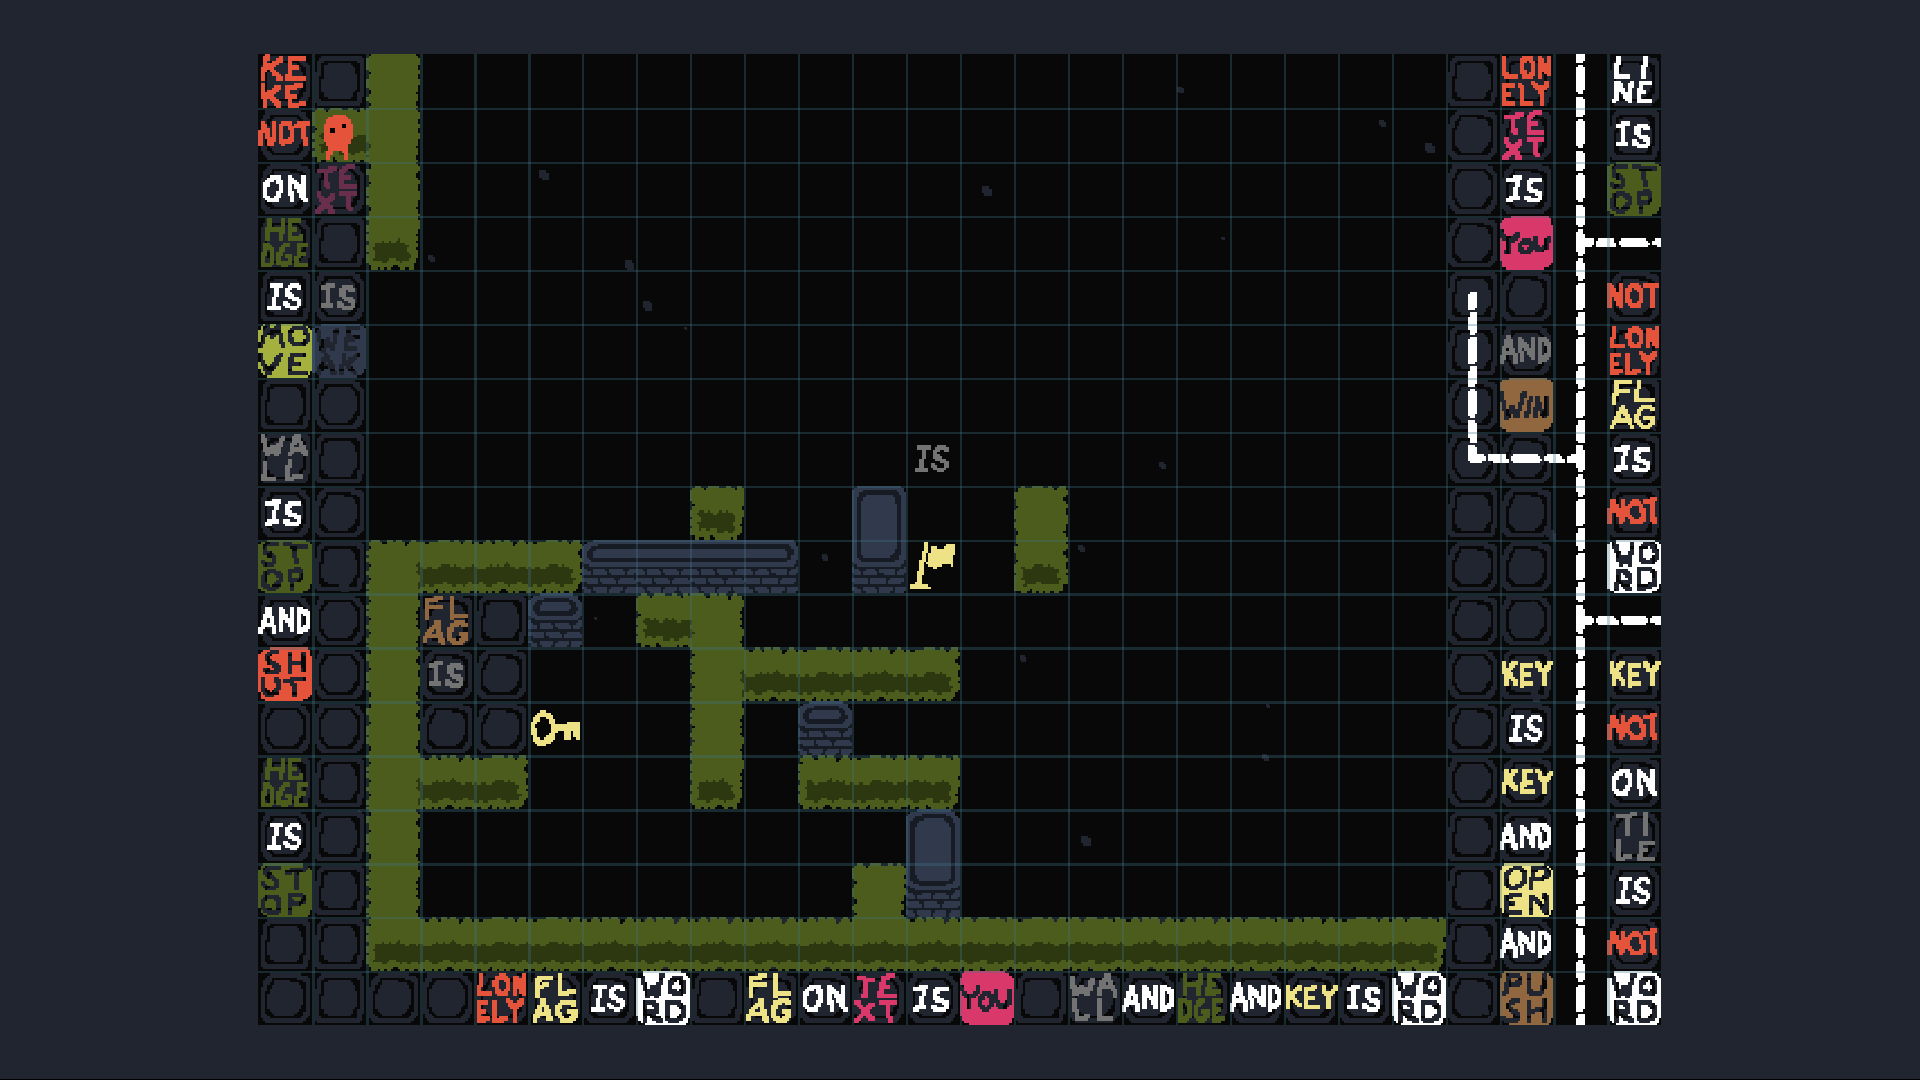 KEKE NOT ON HEDGE IS MOVE
WALL IS STOP AND SHUT
HEDGE IS STOP
TEXT
IS WEAK
FLAG IS
IS
LONELY TEXT IS YOU
AND WIN
KEY IS KEY AND OPEN AND PUSH
LINE IS STOP
NOT LONELY FLAG IS NOT WORD
KEY NOT ON TILE IS NOT WORD
LONELY FLAG IS WORD
FLAG ON TEXT IS YOU
WALL AND HEDGE AND KEY IS WORD